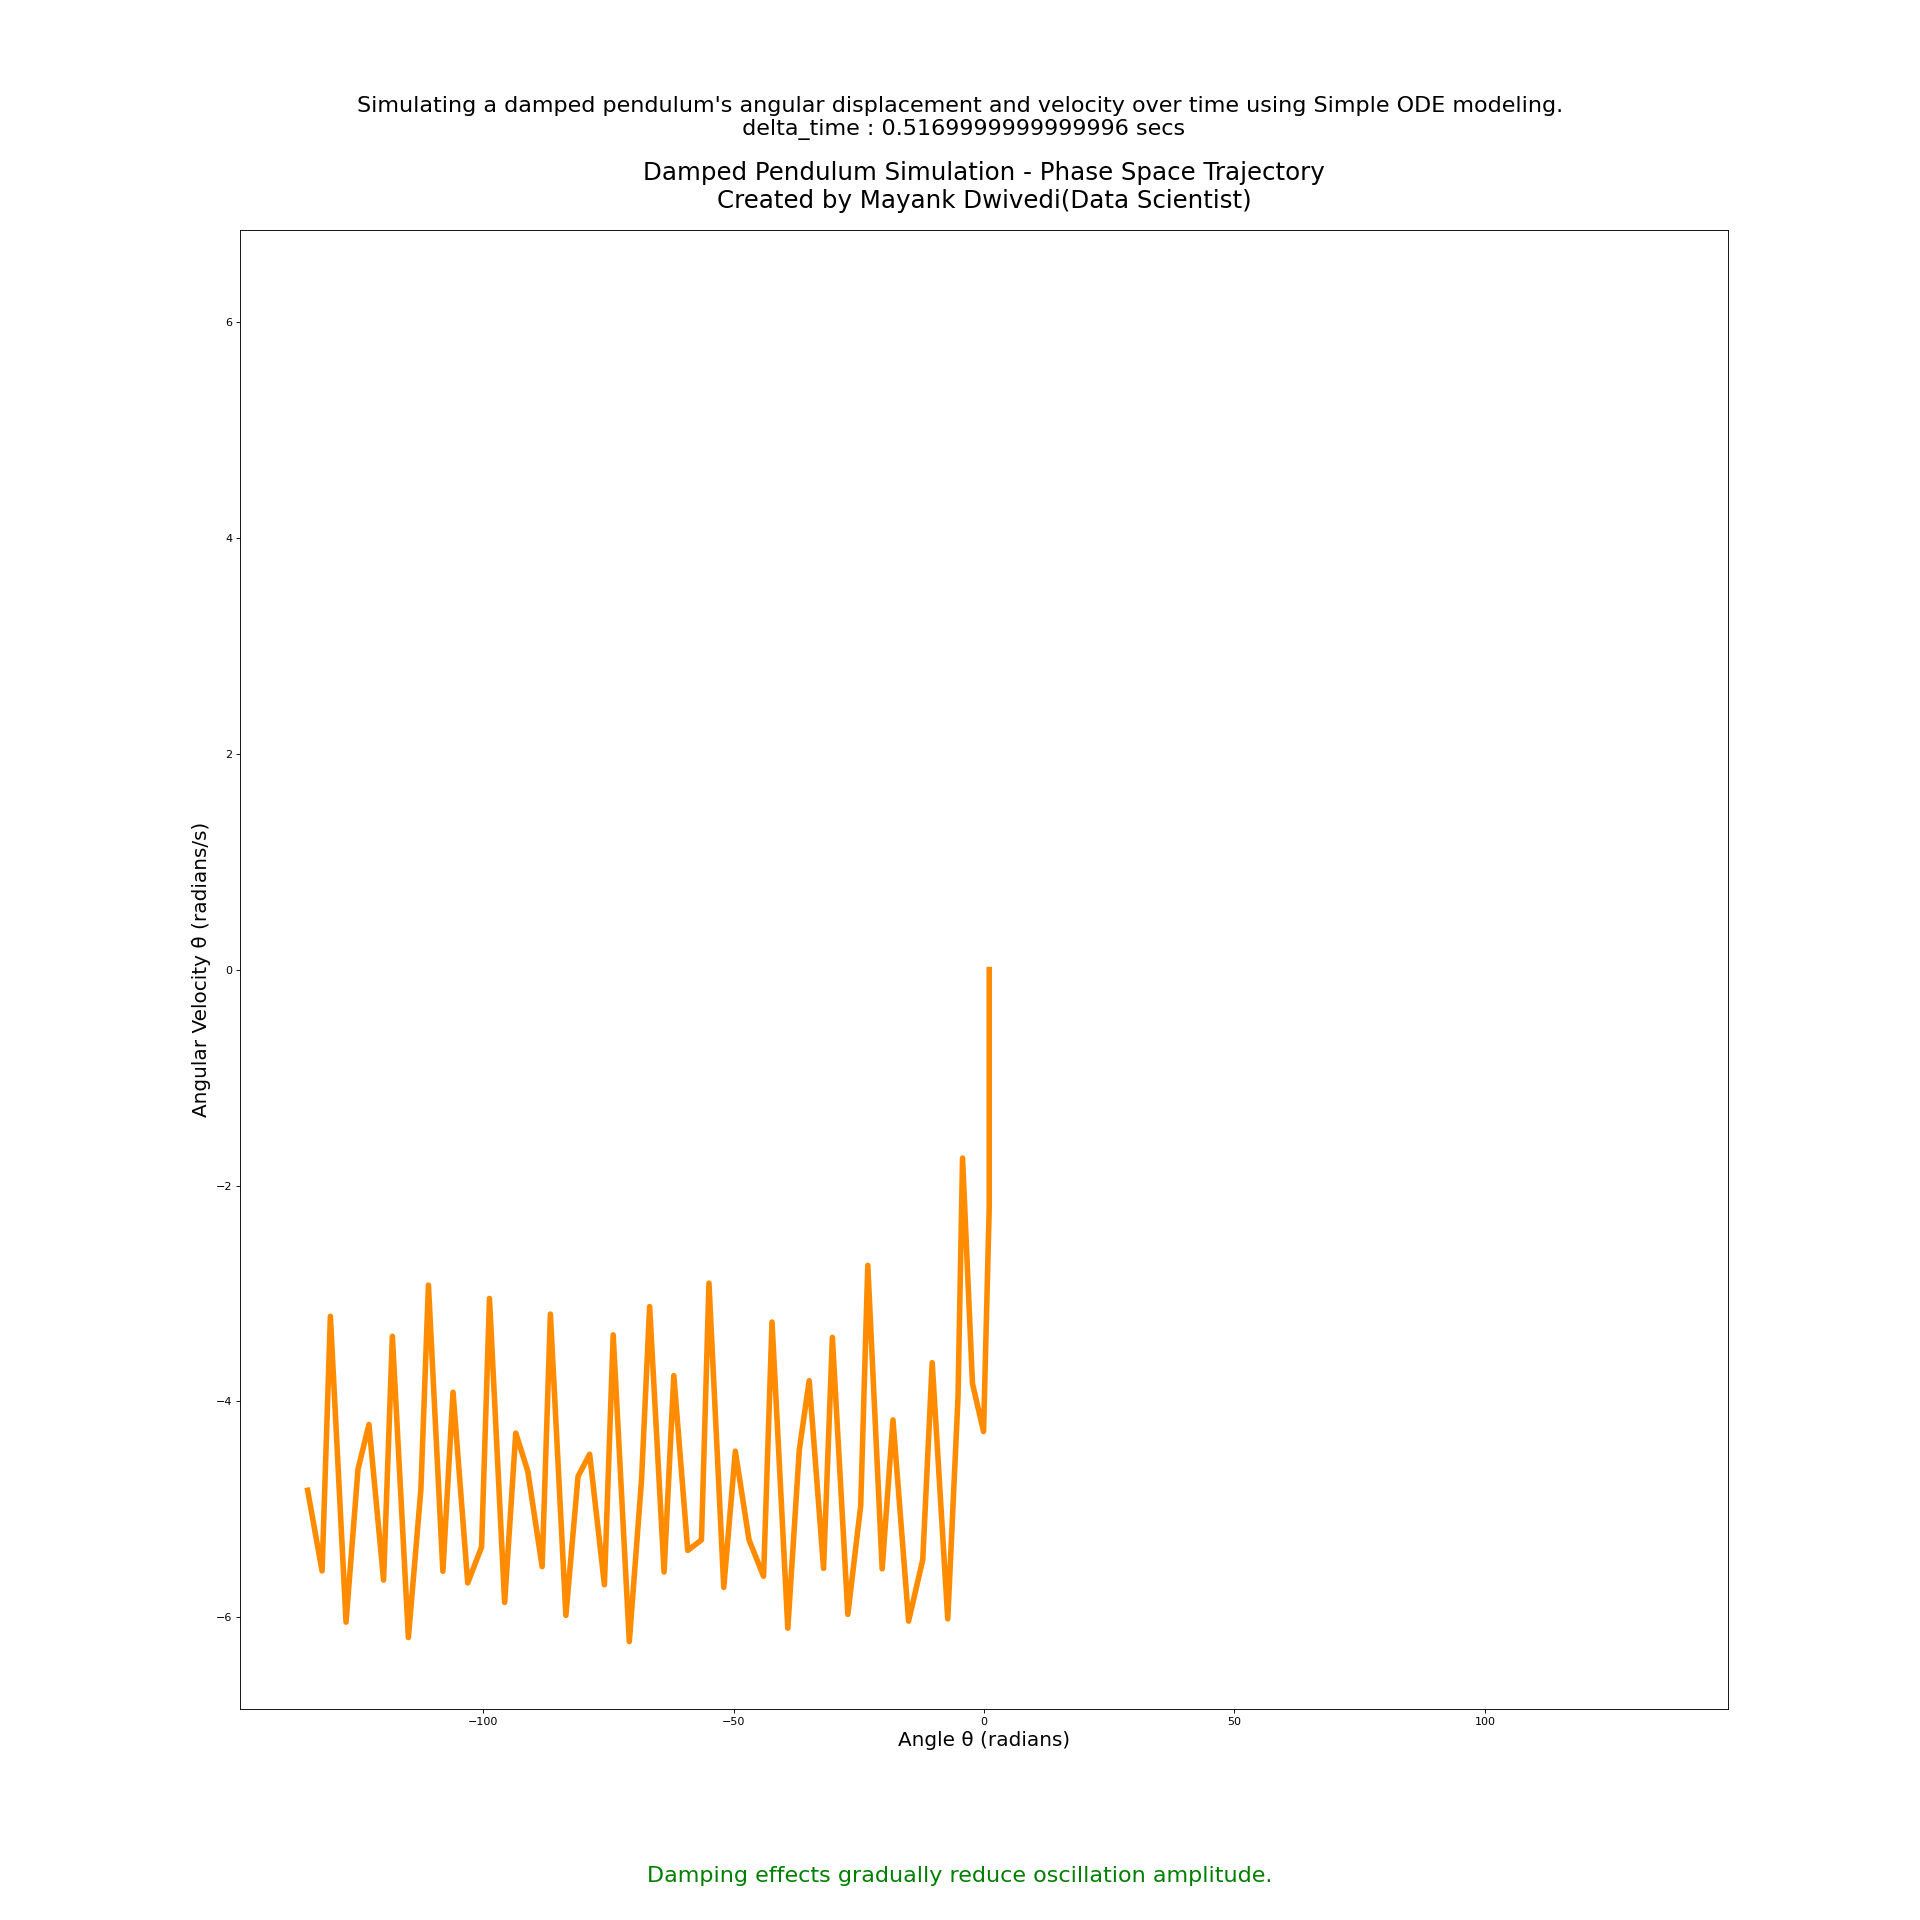 Simulating a damped pendulum's angular displacement and velocity over time using Simple ODE modeling.
delta_time : 0.5169999999999996 secs
Damped Pendulum Simulation - Phase Space Trajectory
Created by Mayank Dwivedi(Data Scientist)
6
4
2
0
−2
−4
−6
Angular Velocity θ̇ (radians/s)
−100
−50
0
50
100
Angle θ (radians)
Damping effects gradually reduce oscillation amplitude.